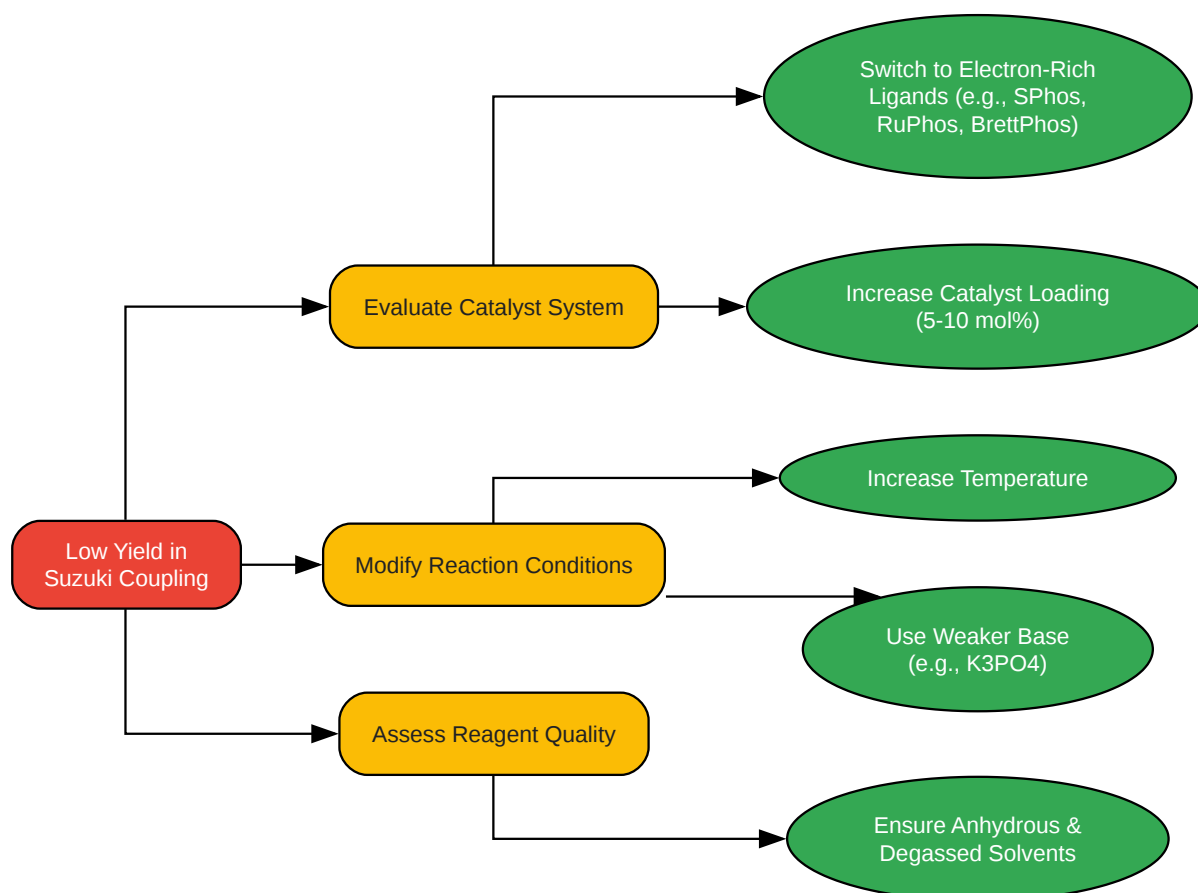 Switch to Electron-Rich
Ligands (e.g., SPhos,
RuPhos, BrettPhos)
Evaluate Catalyst System
Increase Catalyst Loading
(5-10 mol%)
Increase Temperature
Low Yield in
Suzuki Coupling
Modify Reaction Conditions
Use Weaker Base
(e.g., K3PO4)
Assess Reagent Quality
Ensure Anhydrous &
Degassed Solvents